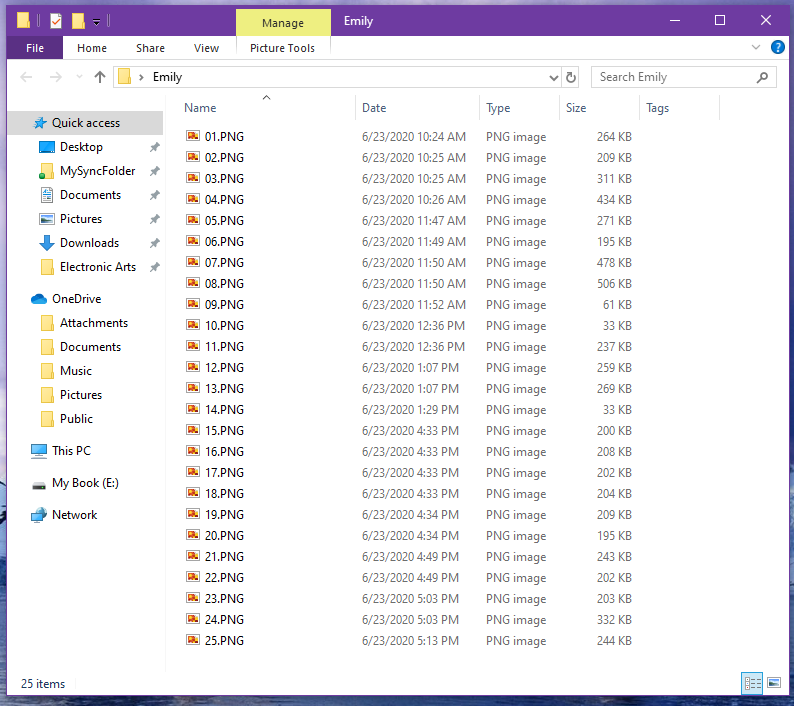 Manage Emily
File Home Share View Picture Tools
Emily Search Emily
Name Date Type Size Tags
Quick access
Desktop
MySyncFolder
Documents
Pictures
Downloads
Electronic Arts
OneDrive
Attachments
Documents
Music
Pictures
Public
This PC
My Book (E:)
Network
01.PNG 6/23/2020 10:24 AM PNG image 264 KB
02.PNG 6/23/2020 10:25 AM PNG image 209 KB
03.PNG 6/23/2020 10:25 AM PNG image 311 KB
04.PNG 6/23/2020 10:26 AM PNG image 434 KB
05.PNG 6/23/2020 11:47 AM PNG image 271 KB
06.PNG 6/23/2020 11:49 AM PNG image 195 KB
07.PNG 6/23/2020 11:50 AM PNG image 478 KB
08.PNG 6/23/2020 11:50 AM PNG image 506 KB
09.PNG 6/23/2020 11:52 AM PNG image 61 KB
10.PNG 6/23/2020 12:36 PM PNG image 33 KB
11.PNG 6/23/2020 12:36 PM PNG image 237 KB
12.PNG 6/23/2020 1:07 PM PNG image 259 KB
13.PNG 6/23/2020 1:07 PM PNG image 269 KB
14.PNG 6/23/2020 1:29 PM PNG image 33 KB
15.PNG 6/23/2020 4:33 PM PNG image 200 KB
16.PNG 6/23/2020 4:33 PM PNG image 208 KB
17.PNG 6/23/2020 4:33 PM PNG image 202 KB
18.PNG 6/23/2020 4:33 PM PNG image 204 KB
19.PNG 6/23/2020 4:34 PM PNG image 209 KB
20.PNG 6/23/2020 4:34 PM PNG image 195 KB
21.PNG 6/23/2020 4:49 PM PNG image 243 KB
22.PNG 6/23/2020 4:49 PM PNG image 202 KB
23.PNG 6/23/2020 5:03 PM PNG image 203 KB
24.PNG 6/23/2020 5:03 PM PNG image 332 KB
25.PNG 6/23/2020 5:13 PM PNG image 244 KB
25 items